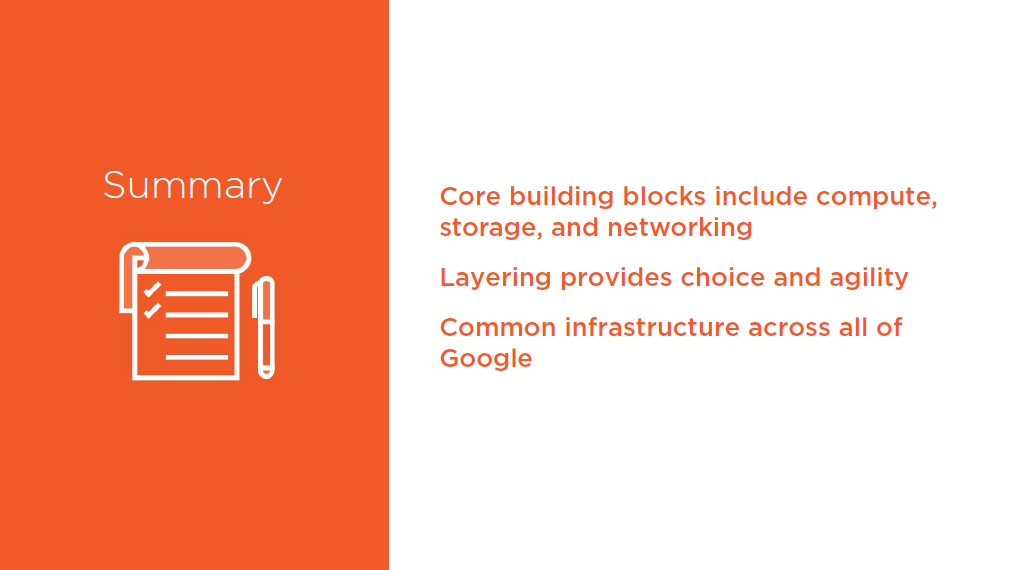 Summary
Core building blocks include compute,
storage, and networking
Layering provides choice and agility
Common infrastructure across all of
Google